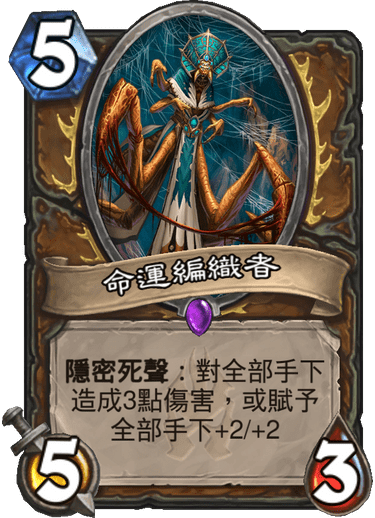 5
命運編織者
隱密死聲：對全部手下
造成3點傷害，或賦予
全部手下+2/+2
5
3